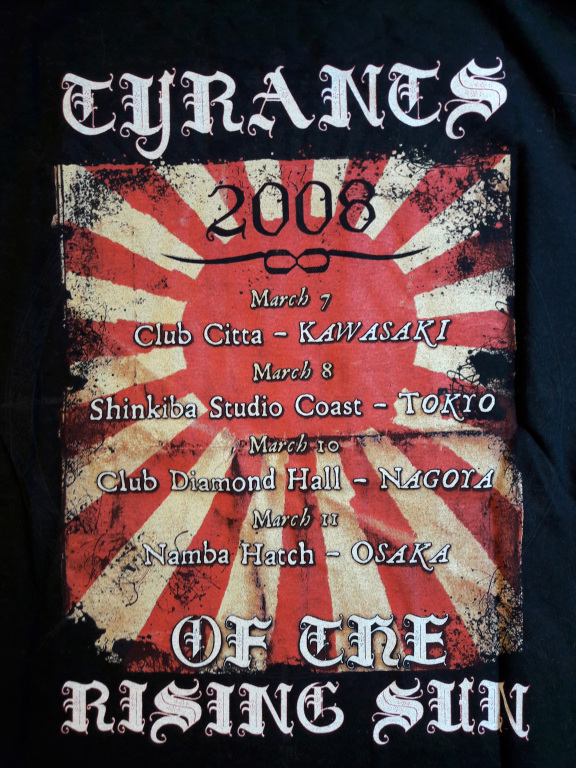 TYRANTS
2008
March 7
Club Citta – KAWASAKI
March 8
Shinkiba Studio Coast – TOKYO
March 10
Club Diamond Hall – NAGOYA
March 11
Namba Hatch – OSAKA
OF THE
RISING SUN